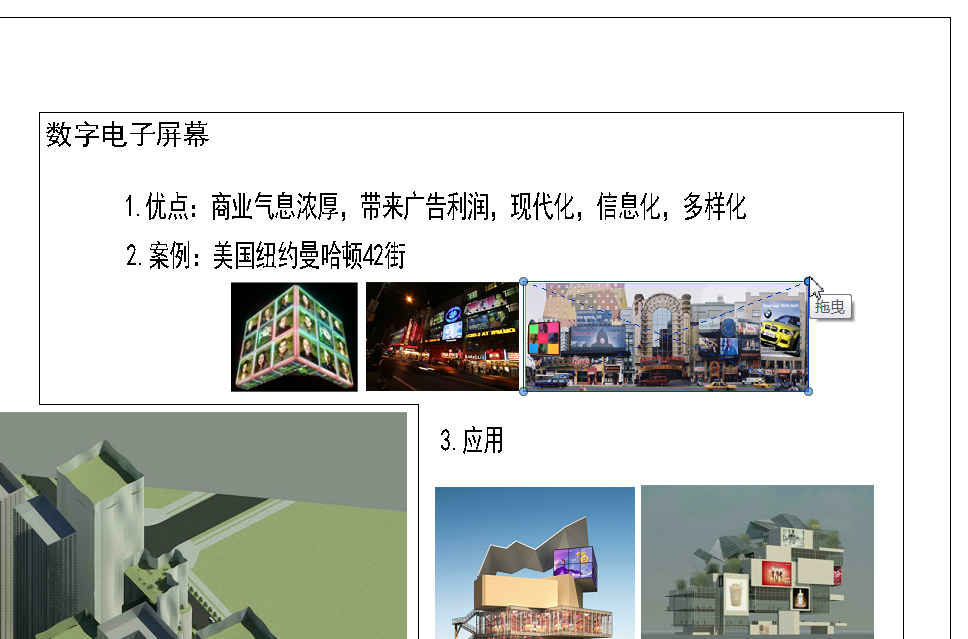 数字电子屏幕
1.优点：商业气息浓厚，带来广告利润，现代化，信息化，多样化
2.案例：美国纽约曼哈顿42街
拖曳
3.应用